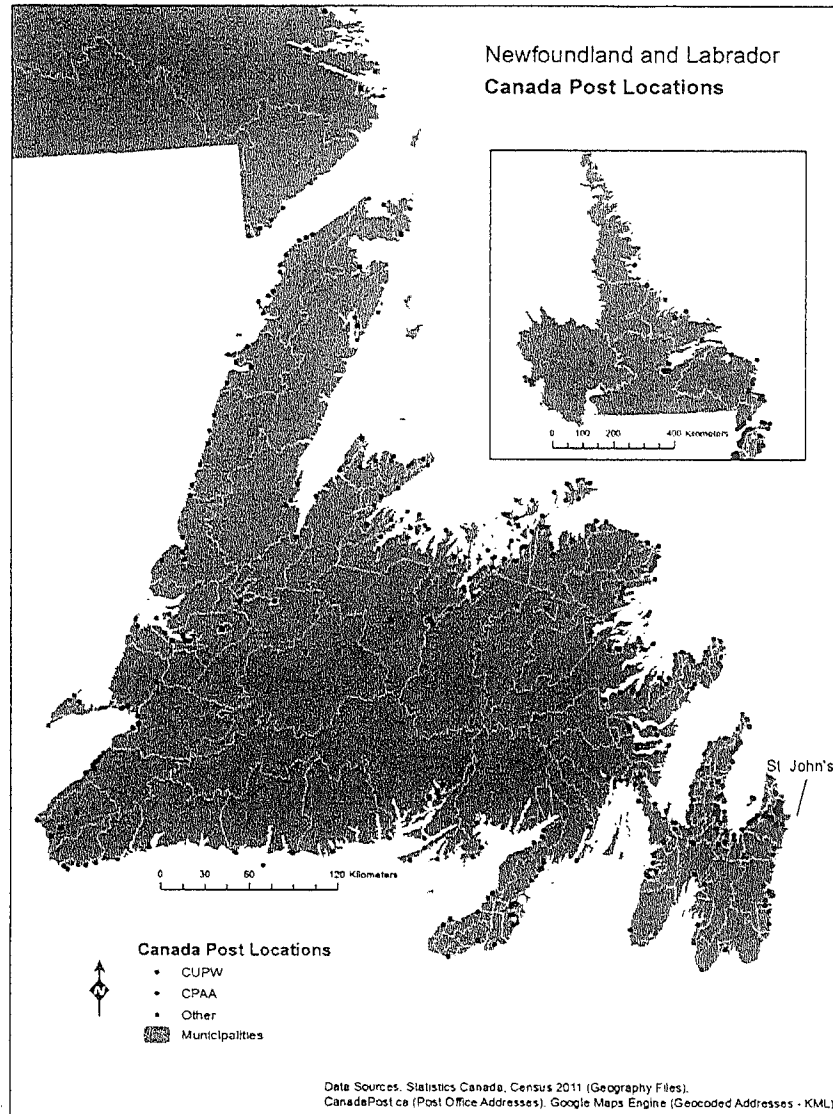 Newfoundland and Labrador
Canada Post Locations
0 100 200 400 Kilometers
St John's
0 30 60 120 Kilometers
Canada Post Locations
CUPW
CPAA
Other
Municipalities
N
Data Sources. Statistics Canada, Census 2011 (Geography Files).
CanadaPost ca (Post Office Addresses). Google Maps Engine (Geocoded Addresses - KML)